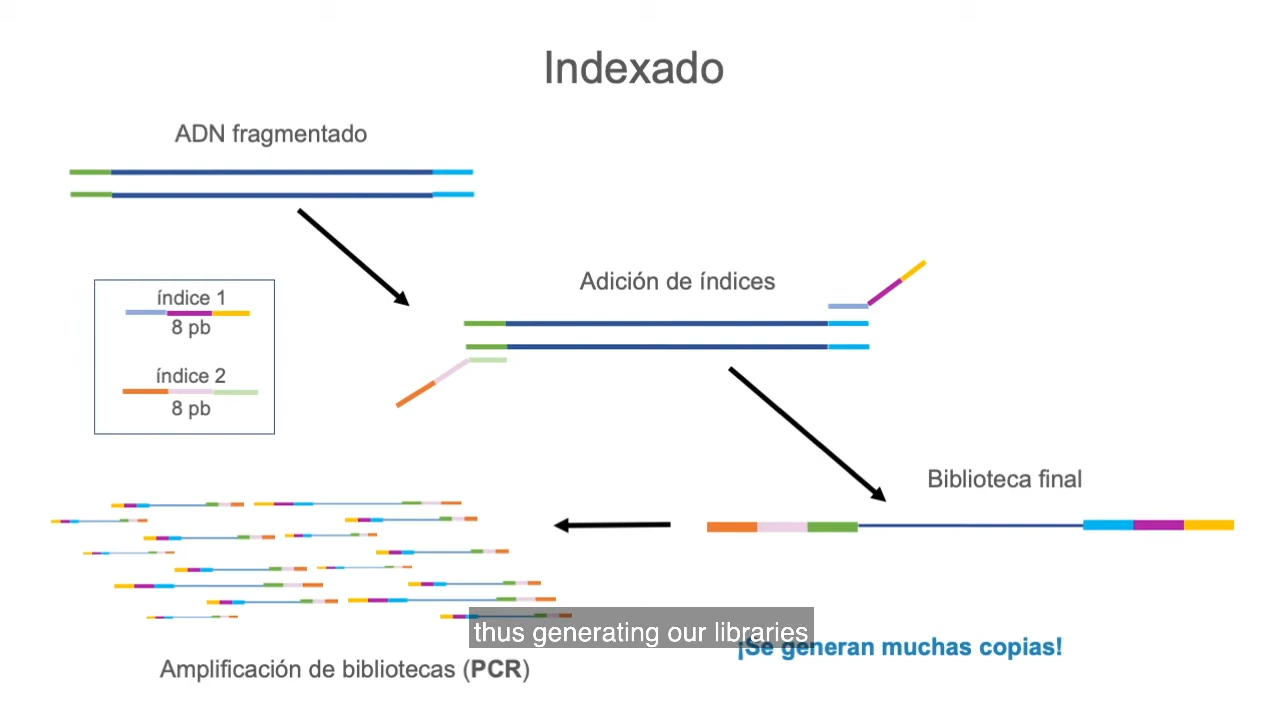 Indexado
ADN fragmentado
Adición de índices
índice 1
8 pb
índice 2
8 pb
Biblioteca final
thus generating our libraries
¡Se generan muchas copias!
Amplificación de bibliotecas (PCR)